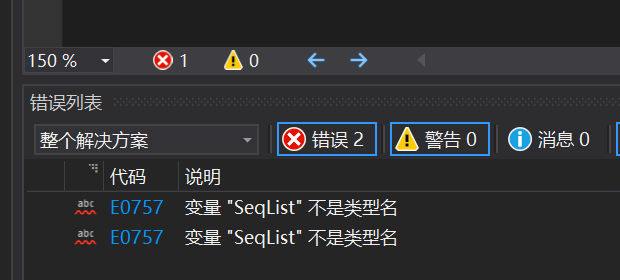 150 % 1 0
错误列表
整个解决方案 错误 2 警告 0 消息 0
代码 说明
abc E0757 变量 "SeqList" 不是类型名
abc E0757 变量 "SeqList" 不是类型名